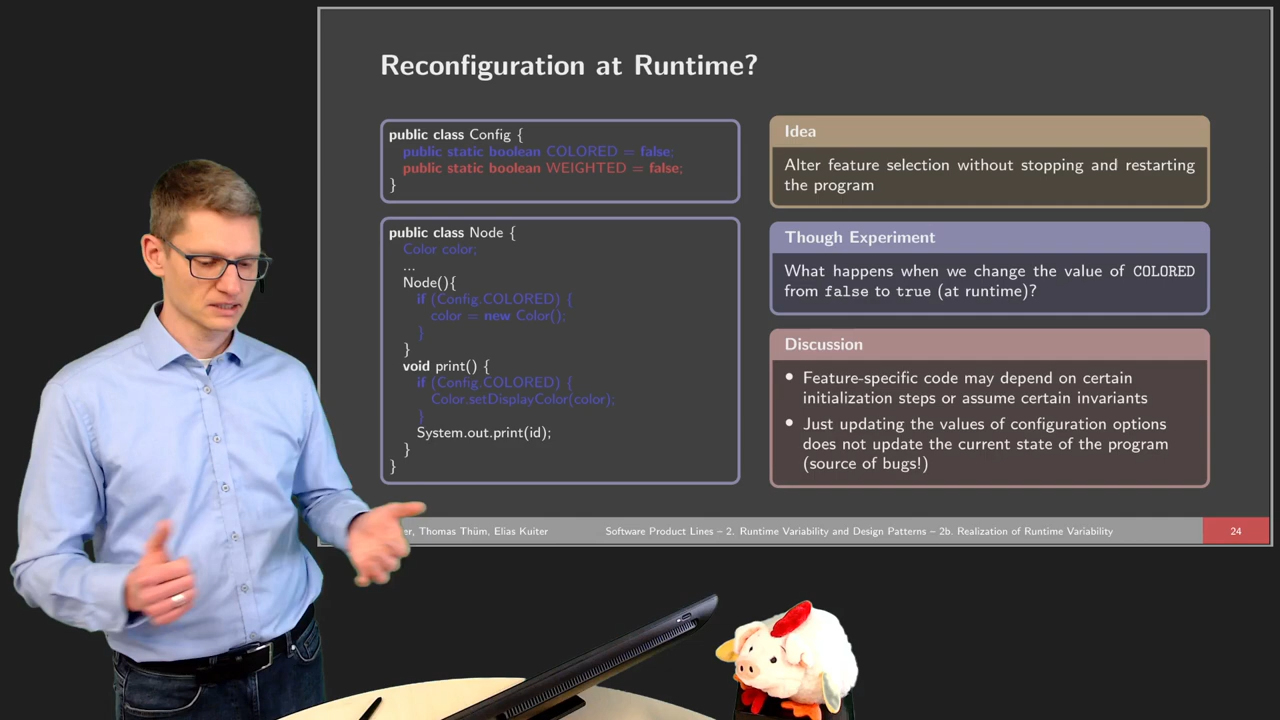 Reconfiguration at Runtime?
public class Config {
public static boolean COLORED = false;
public static boolean WEIGHTED = false;
}
public class Node {
Color color;
...
Node(){
if (Config.COLORED) {
color = new Color();
}
}
void print() {
if (Config.COLORED) {
Color.setDisplayColor(color);
}
System.out.print(id);
}
}
Idea
Alter feature selection without stopping and restarting
the program
Though Experiment
What happens when we change the value of COLORED
from false to true (at runtime)?
Discussion
• Feature-specific code may depend on certain
initialization steps or assume certain invariants
• Just updating the values of configuration options
does not update the current state of the program
(source of bugs!)
Thomas Thüm, Elias Kuiter
Software Product Lines – 2. Runtime Variability and Design Patterns – 2b. Realization of Runtime Variability
24